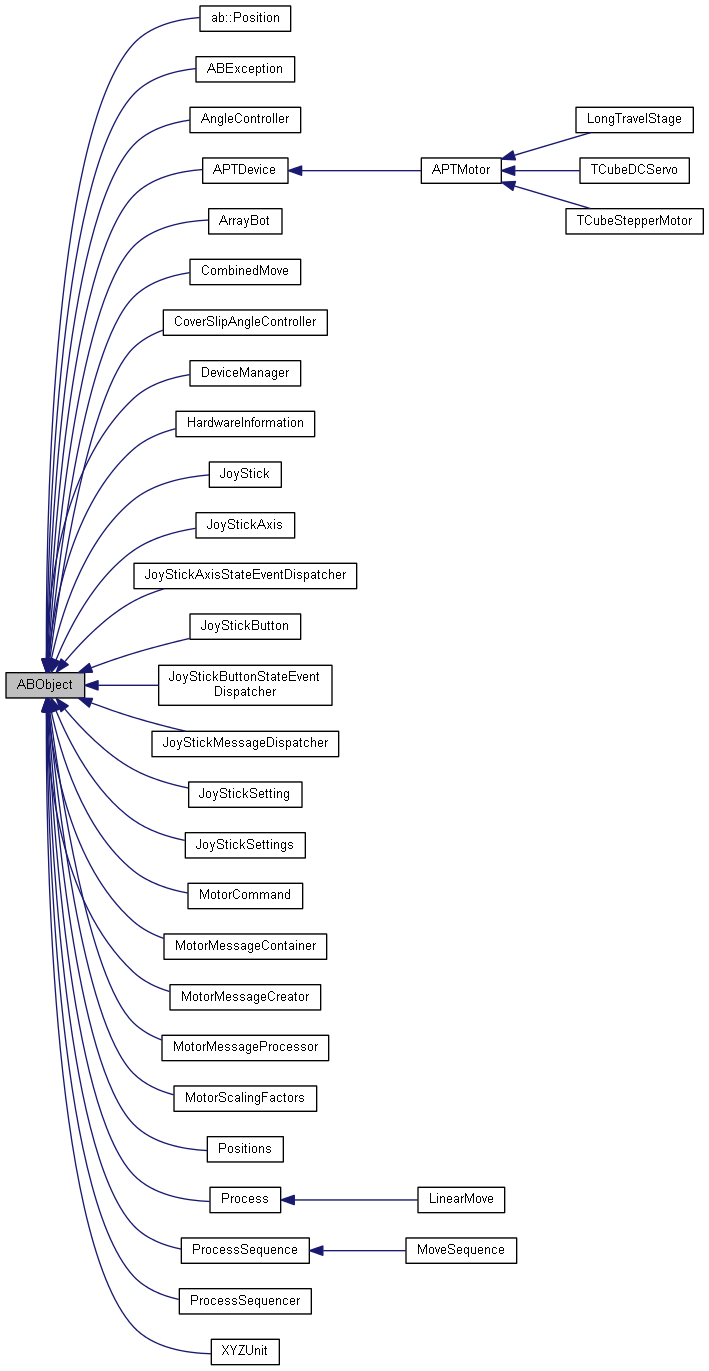 ab::Position
ABException
AngleController
LongTravelStage
APTDevice
APTMotor
TCubeDCServo
ArrayBot
TCubeStepperMotor
CombinedMove
CoverSlipAngleController
DeviceManager
HardwareInformation
JoyStick
JoyStickAxis
JoyStickAxisStateEventDispatcher
JoyStickButton
ABObject
JoyStickButtonStateEvent
Dispatcher
JoyStickMessageDispatcher
JoyStickSetting
JoyStickSettings
MotorCommand
MotorMessageContainer
MotorMessageCreator
MotorMessageProcessor
MotorScalingFactors
Positions
Process
LinearMove
ProcessSequence
MoveSequence
ProcessSequencer
XYZUnit